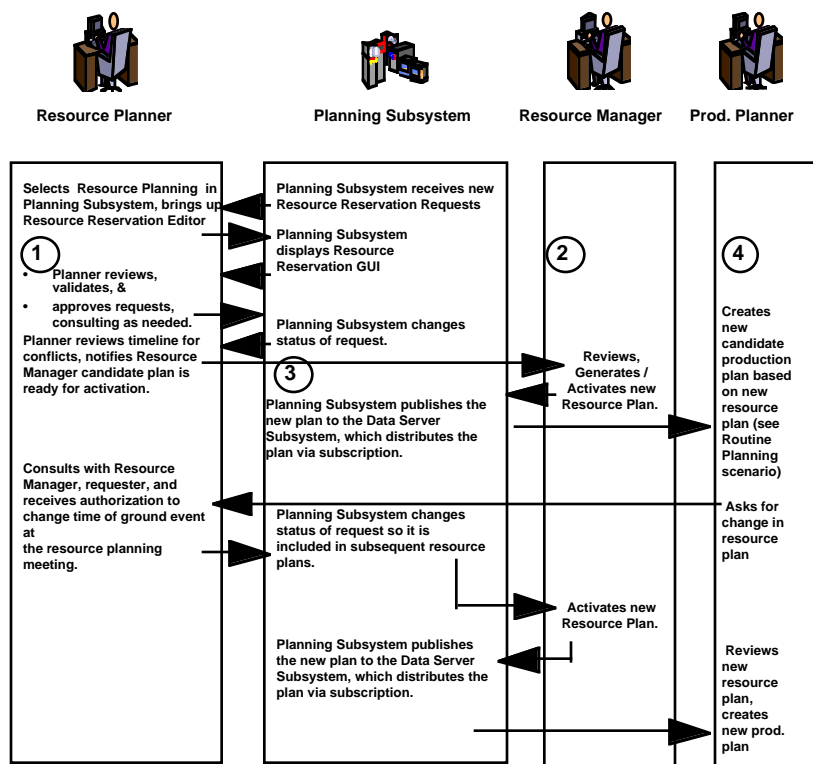 Resource Planner
Planning Subsystem
Resource Manager
Prod. Planner
Selects Resource Planning in
Planning Subsystem, brings up
Resource Reservation Editor
1
• Planner reviews,
validates, &
• approves requests,
consulting as needed.
Planner reviews timeline for
conflicts, notifies Resource
Manager candidate plan is
ready for activation.
Consults with Resource
Manager, requester, and
receives authorization to
change time of ground event
at
the resource planning
meeting.
Planning Subsystem receives new
Resource Reservation Requests
Planning Subsystem
displays Resource
Reservation GUI
Planning Subsystem changes
status of request.
3
Planning Subsystem publishes the
new plan to the Data Server
Subsystem, which distributes the
plan via subscription.
Planning Subsystem changes
status of request so it is
included in subsequent resource
plans.
Planning Subsystem publishes
the new plan to the Data Server
Subsystem, which distributes the
plan via subscription.
2
Reviews,
Generates /
Activates new
Resource Plan.
Activates new
Resource Plan.
4
Creates
new
candidate
production
plan based
on new
resource
plan (see
Routine
Planning
scenario)
Asks for
change in
resource
plan
Reviews
new
resource
plan,
creates
new prod.
plan